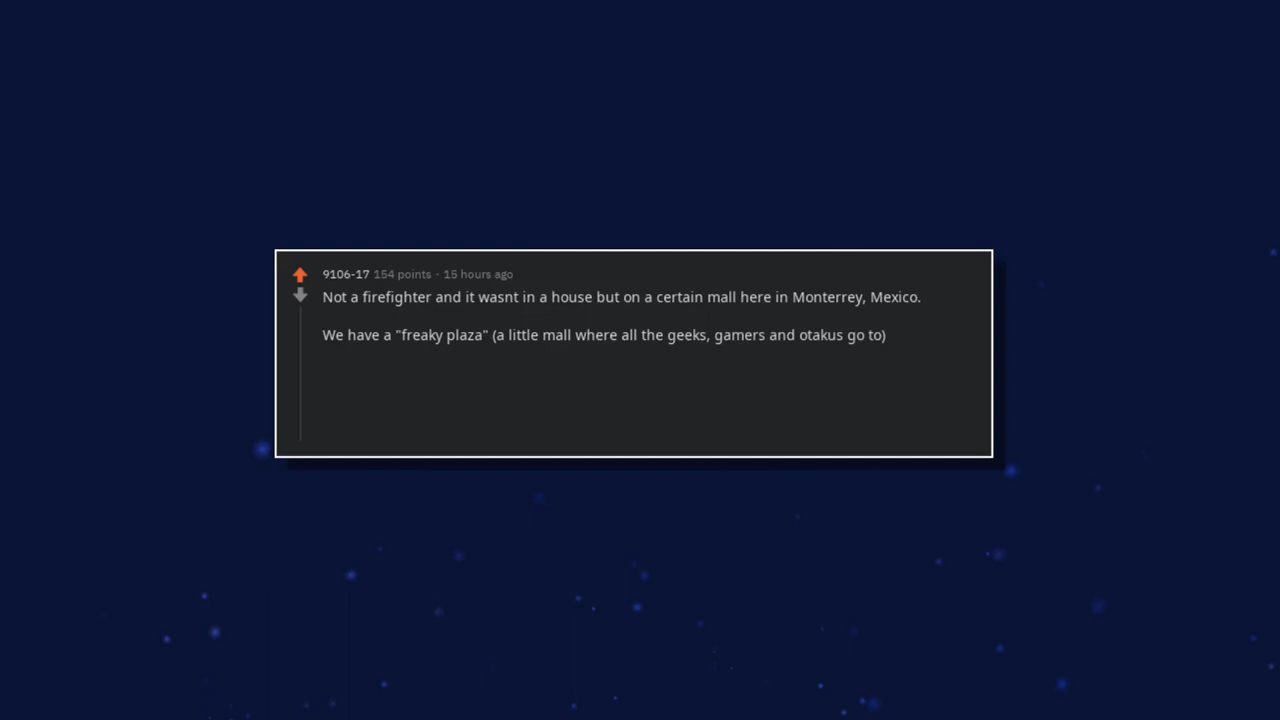 9106-17 154 points · 15 hours ago
Not a firefighter and it wasnt in a house but on a certain mall here in Monterrey, Mexico.
We have a "freaky plaza" (a little mall where all the geeks, gamers and otakus go to)